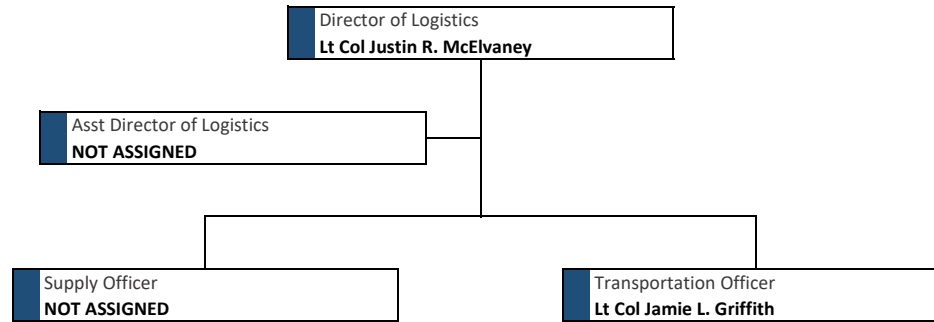 Director of Logistics
Lt Col Justin R. McElvaney
Asst Director of Logistics
NOT ASSIGNED
Supply Officer
NOT ASSIGNED
Transportation Officer
Lt Col Jamie L. Griffith